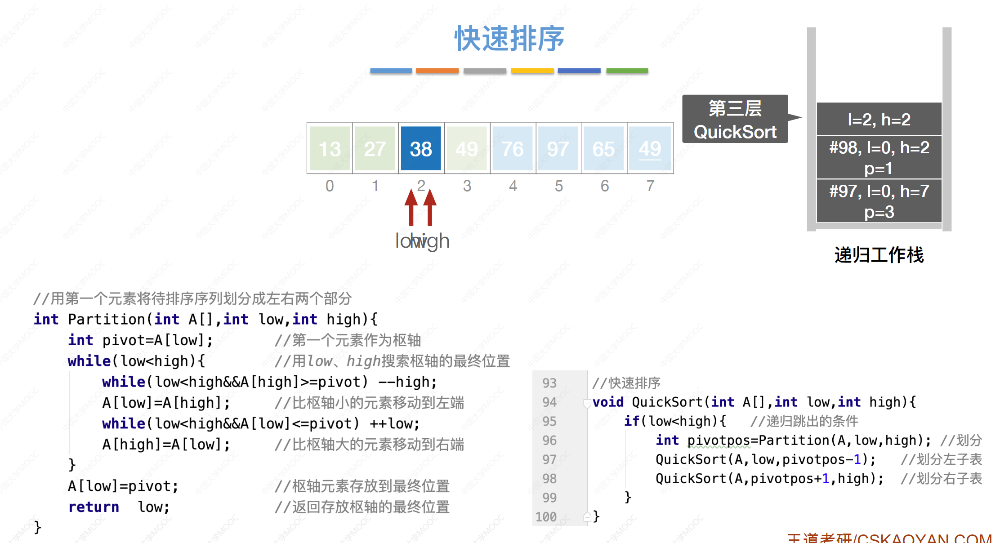 快速排序
第三层
QuickSort
l=2, h=2
#98, l=0, h=2
p=1
#97, l=0, h=7
p=3
递归工作栈
13 27 38 49 76 97 65 49
0 1 2 3 4 5 6 7
low high
//用第一个元素将待排序序列划分成左右两个部分
int Partition(int A[],int low,int high){
int pivot=A[low]; //第一个元素作为枢轴
while(low<high){ //用low、high搜索枢轴的最终位置
while(low<high&&A[high]>=pivot) --high;
A[low]=A[high]; //比枢轴小的元素移动到左端
while(low<high&&A[low]<=pivot) ++low;
A[high]=A[low]; //比枢轴大的元素移动到右端
}
A[low]=pivot; //枢轴元素存放到最终位置
return low; //返回存放枢轴的最终位置
}
93 //快速排序
94 void QuickSort(int A[],int low,int high){
95 if(low<high){ //递归跳出的条件
96 int pivotpos=Partition(A,low,high); //划分
97 QuickSort(A,low,pivotpos-1); //划分左子表
98 QuickSort(A,pivotpos+1,high); //划分右子表
99 }
100 }
王道考研/CSKAOYAN.COM
中国大学MOOC